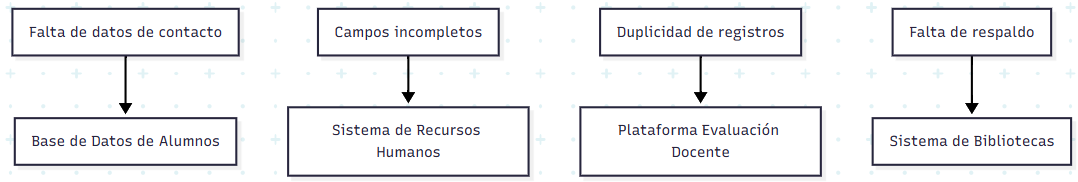 Falta de datos de contacto
Campos incompletos
Duplicidad de registros
Falta de respaldo
Base de Datos de Alumnos
Sistema de Recursos
Humanos
Plataforma Evaluación
Docente
Sistema de Bibliotecas